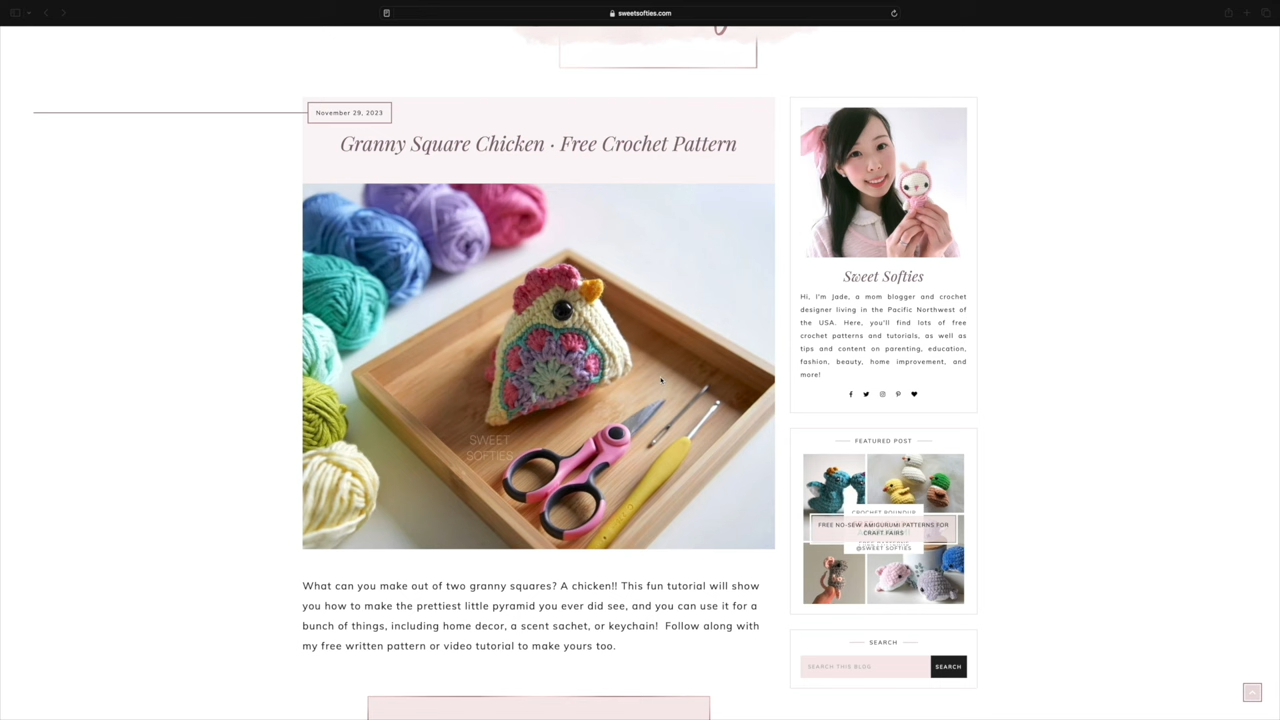 sweetsofties.com
November 29, 2023
Granny Square Chicken · Free Crochet Pattern
SWEET
SOFTIES
What can you make out of two granny squares? A chicken!! This fun tutorial will show
you how to make the prettiest little pyramid you ever did see, and you can use it for a
bunch of things, including home decor, a scent sachet, or keychain! Follow along with
my free written pattern or video tutorial to make yours too.
Sweet Softies
Hi, I'm Jade, a mom blogger and crochet
designer living in the Pacific Northwest of
the USA. Here, you'll find lots of free
crochet patterns and tutorials, as well as
tips and content on parenting, education,
fashion, beauty, home improvement, and
more!
FEATURED POST
CROCHET ROUNDUP
FREE NO-SEW AMIGURUMI PATTERNS FOR
CRAFT FAIRS
@SWEET SOFTIES
SEARCH
SEARCH THIS BLOG
SEARCH